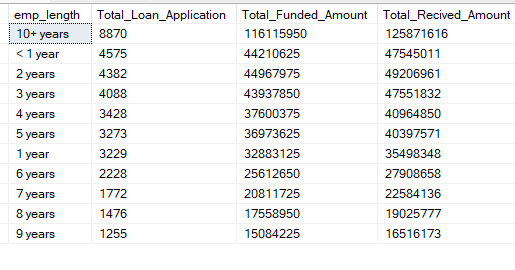 emp_length Total_Loan_Application Total_Funded_Amount Total_Recived_Amount
10+ years 8870 116115950 125871616
< 1 year 4575 44210625 47545011
2 years 4382 44967975 49206961
3 years 4088 43937850 47551832
4 years 3428 37600375 40964850
5 years 3273 36973625 40397571
1 year 3229 32883125 35498348
6 years 2228 25612650 27908658
7 years 1772 20811725 22584136
8 years 1476 17558950 19025777
9 years 1255 15084225 16516173